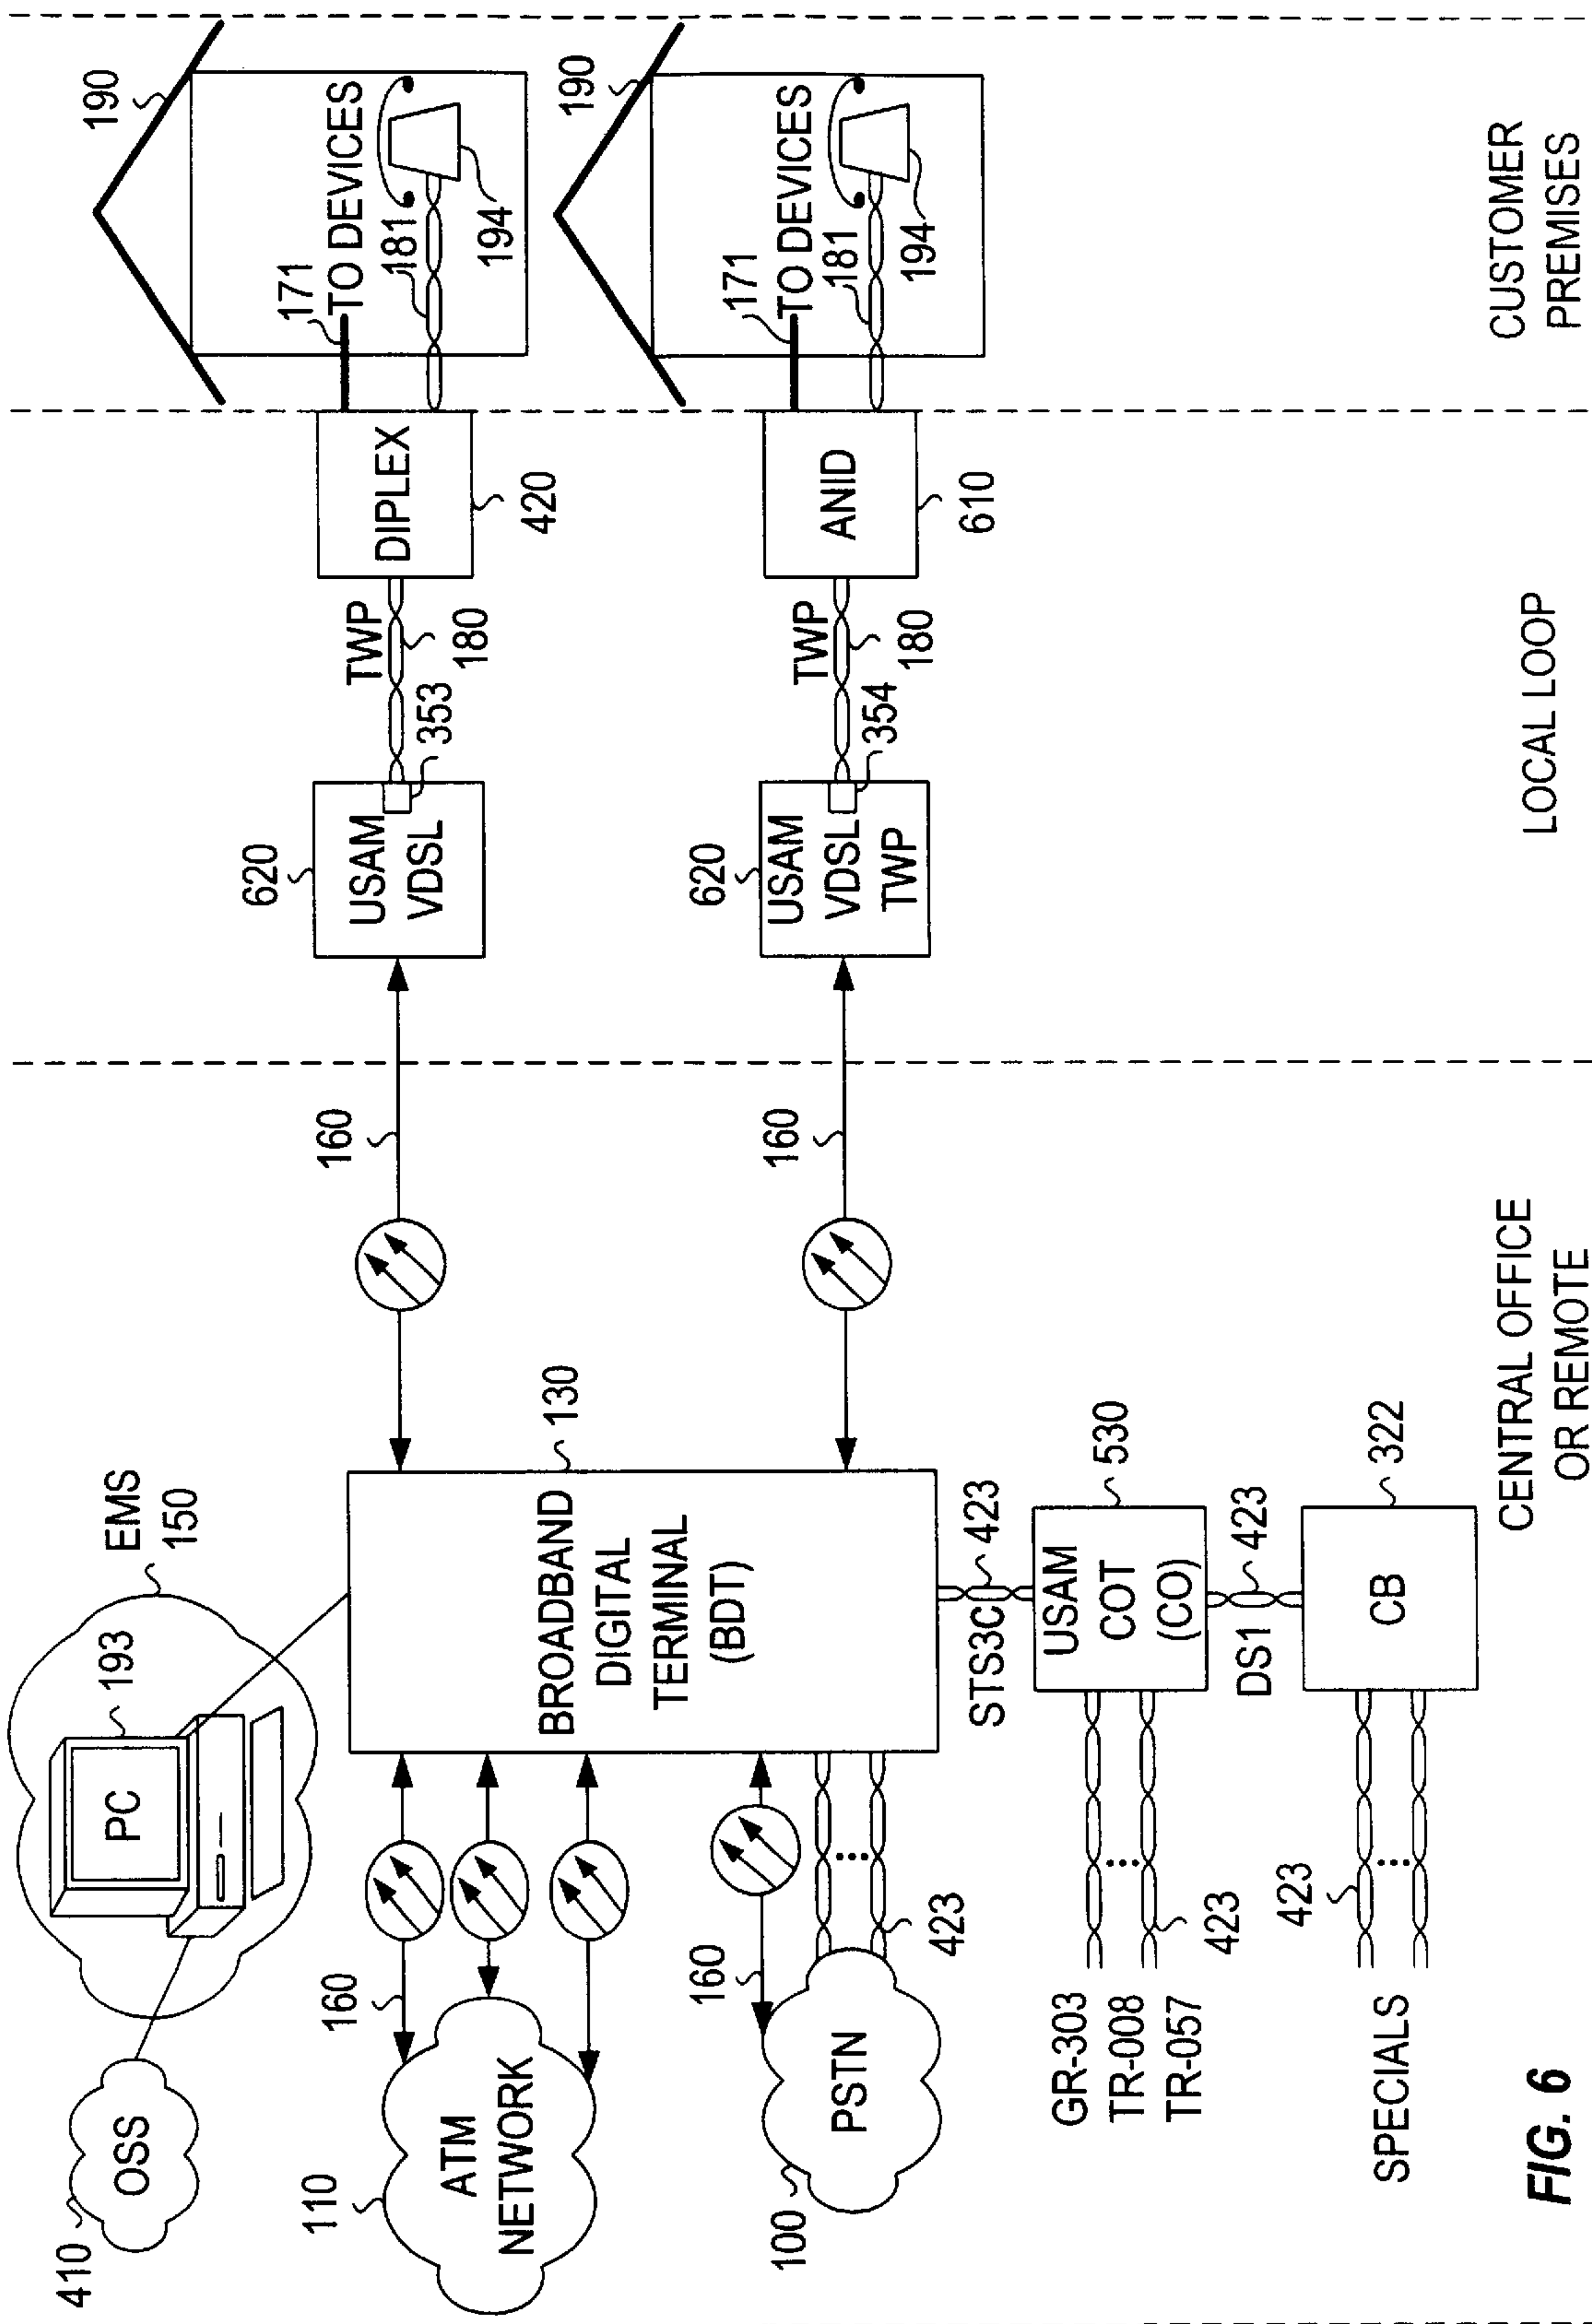 410
OSS
PC
193
EMS
150
110
ATM
NETWORK
160
100
PSTN
160
423
BROADBAND
DIGITAL
TERMINAL
(BDT)
130
160
160
620
USAM
VDSL
353
TWP
180
DIPLEX
420
190
171
TO DEVICES
181
194
620
USAM
VDSL
TWP
354
TWP
180
ANID
610
190
171
TO DEVICES
181
194
STS3C
423
USAM
COT
(CO)
530
GR-303
TR-008
TR-057
423
DS1
423
CB
322
SPECIALS
423
CENTRAL OFFICE
OR REMOTE
LOCAL LOOP
CUSTOMER
PREMISES
FIG. 6